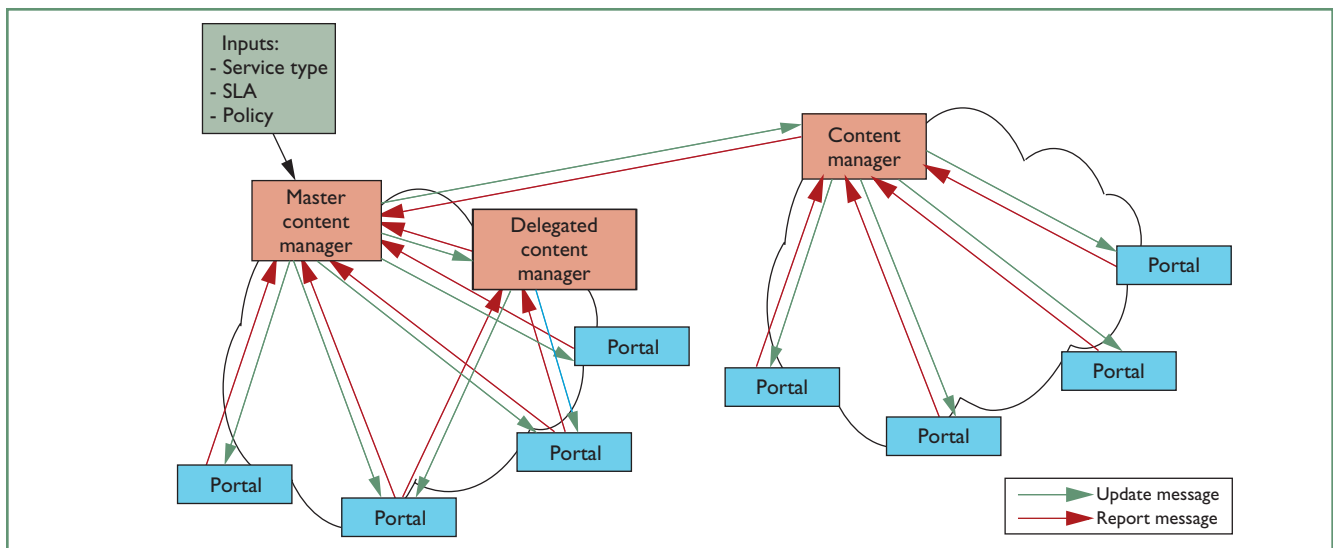 Inputs:
- Service type
- SLA
- Policy
Master
content
manager
Delegated
content
manager
Portal
Portal
Portal
Portal
Content
manager
Portal
Portal
Portal
Portal
Update message
Report message